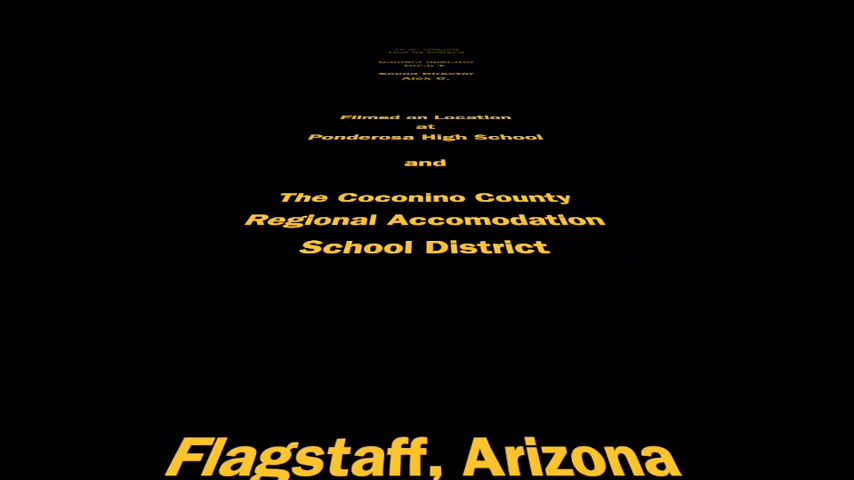 Sound Director
Alex C.
Filmed on Location
at
Ponderosa High School
and
The Coconino County
Regional Accomodation
School District
Flagstaff, Arizona